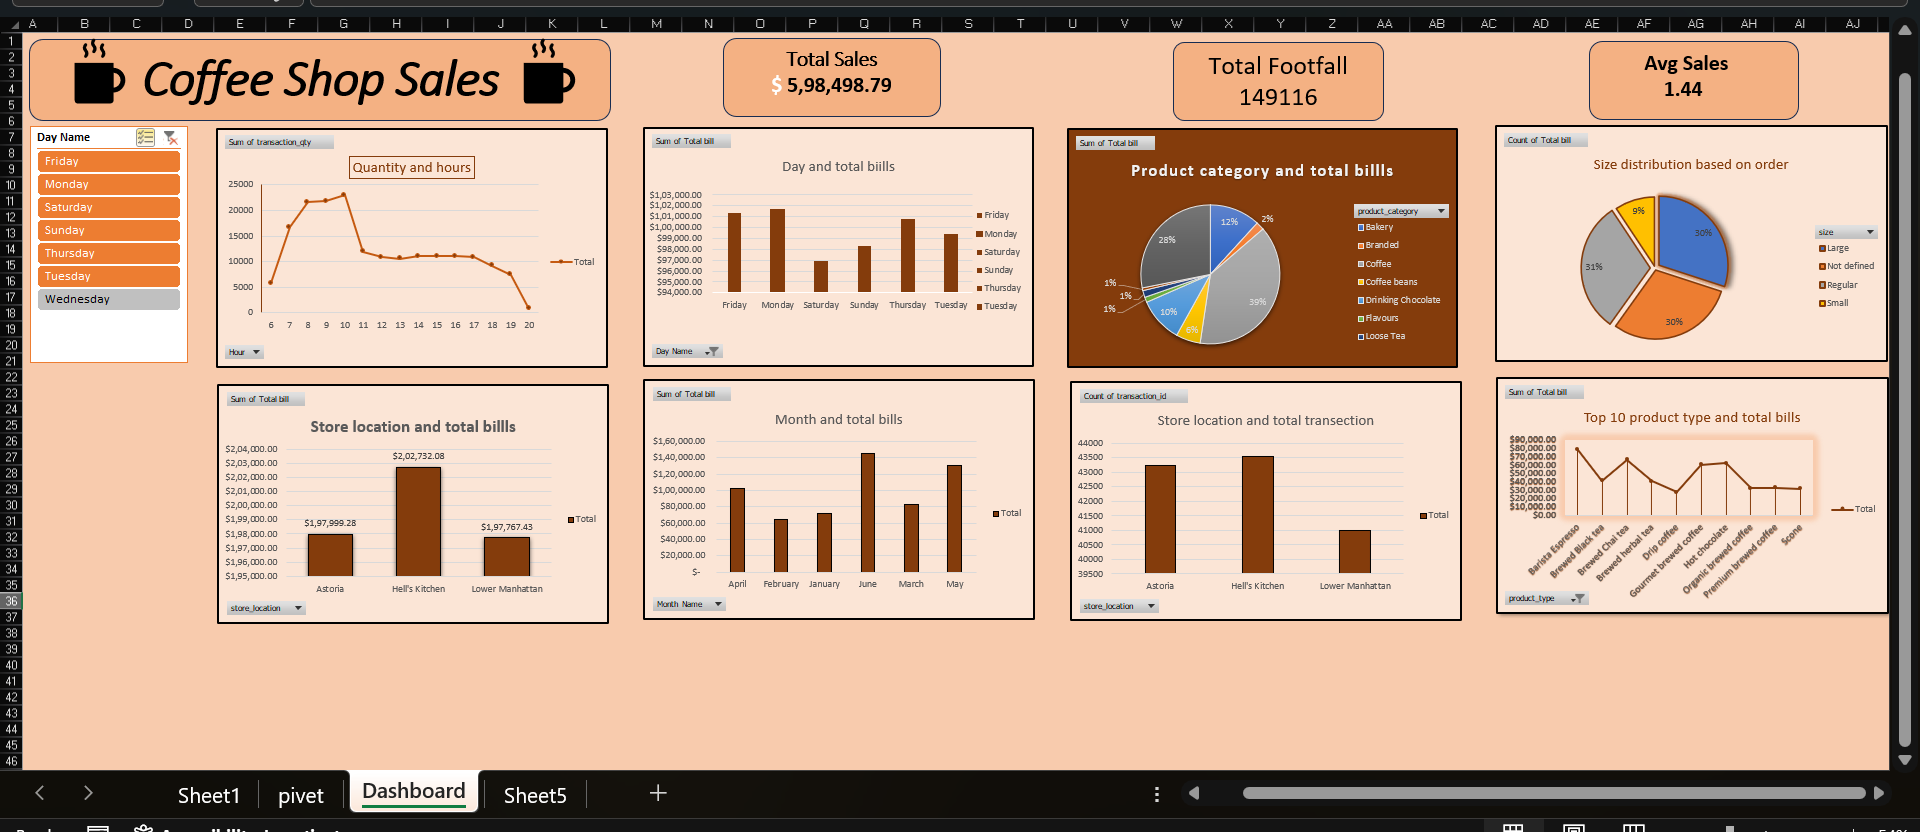 A B C D E F G H I J K L M N O P Q R S T U V W X Y Z AA AB AC AD AE AF AG AH AI AJ
1
2
3
4
5
6
7
8
9
10
11
12
13
14
15
16
17
18
19
20
21
22
23
24
25
26
27
28
29
30
31
32
33
34
35
36
37
38
39
40
41
42
43
44
45
46
Coffee Shop Sales
Total Sales
$ 5,98,498.79
Total Footfall
149116
Avg Sales
1.44
Day Name
Friday
Monday
Saturday
Sunday
Thursday
Tuesday
Wednesday
Sum of transaction_qty
Quantity and hours
25000
20000
15000
10000
5000
0
6 7 8 9 10 11 12 13 14 15 16 17 18 19 20
Total
Hour
Sum of Total bill
Day and total biills
$1,03,000.00
$1,02,000.00
$1,01,000.00
$1,00,000.00
$99,000.00
$98,000.00
$97,000.00
$96,000.00
$95,000.00
$94,000.00
Friday Monday Saturday Sunday Thursday Tuesday
Friday
Monday
Saturday
Sunday
Thursday
Tuesday
Day Name
Sum of Total bill
Product category and total billls
12%
2%
39%
6%
10%
1%
1%
1%
28%
product_category
Bakery
Branded
Coffee
Coffee beans
Drinking Chocolate
Flavours
Loose Tea
Count of Total bill
Size distribution based on order
30%
30%
31%
9%
size
Large
Not defined
Regular
Small
Sum of Total bill
Store location and total billls
$2,04,000.00
$2,03,000.00
$2,02,000.00
$2,01,000.00
$2,00,000.00
$1,99,000.00
$1,98,000.00
$1,97,000.00
$1,96,000.00
$1,95,000.00
$1,97,999.28
$2,02,732.08
$1,97,767.43
Astoria Hell's Kitchen Lower Manhattan
Total
store_location
Sum of Total bill
Month and total bills
$1,60,000.00
$1,40,000.00
$1,20,000.00
$1,00,000.00
$80,000.00
$60,000.00
$40,000.00
$20,000.00
$-
April February January June March May
Total
Month Name
Count of transaction_id
Store location and total transection
44000
43500
43000
42500
42000
41500
41000
40500
40000
39500
Astoria Hell's Kitchen Lower Manhattan
Total
store_location
Sum of Total bill
Top 10 product type and total bills
$90,000.00
$80,000.00
$70,000.00
$60,000.00
$50,000.00
$40,000.00
$30,000.00
$20,000.00
$10,000.00
$0.00
Barista Espresso
Brewed Black tea
Brewed Chai tea
Brewed herbal tea
Drip coffee
Gourmet brewed coffee
Hot chocolate
Organic brewed coffee
Premium brewed coffee
Scone
Total
product_type
Sheet1 pivet Dashboard Sheet5